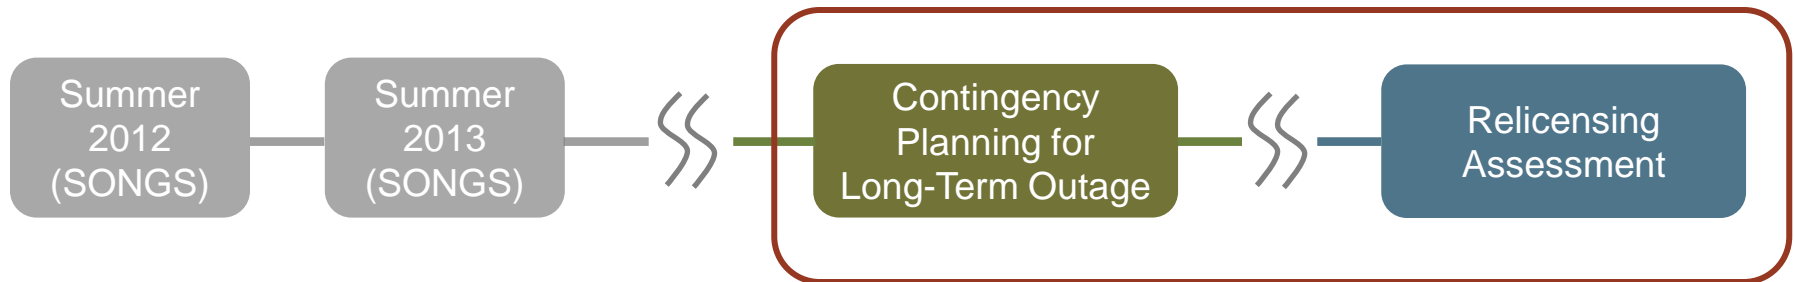 Summer
2012
(SONGS)
Summer
2013
(SONGS)
Contingency
Planning for
Long-Term Outage
Relicensing
Assessment